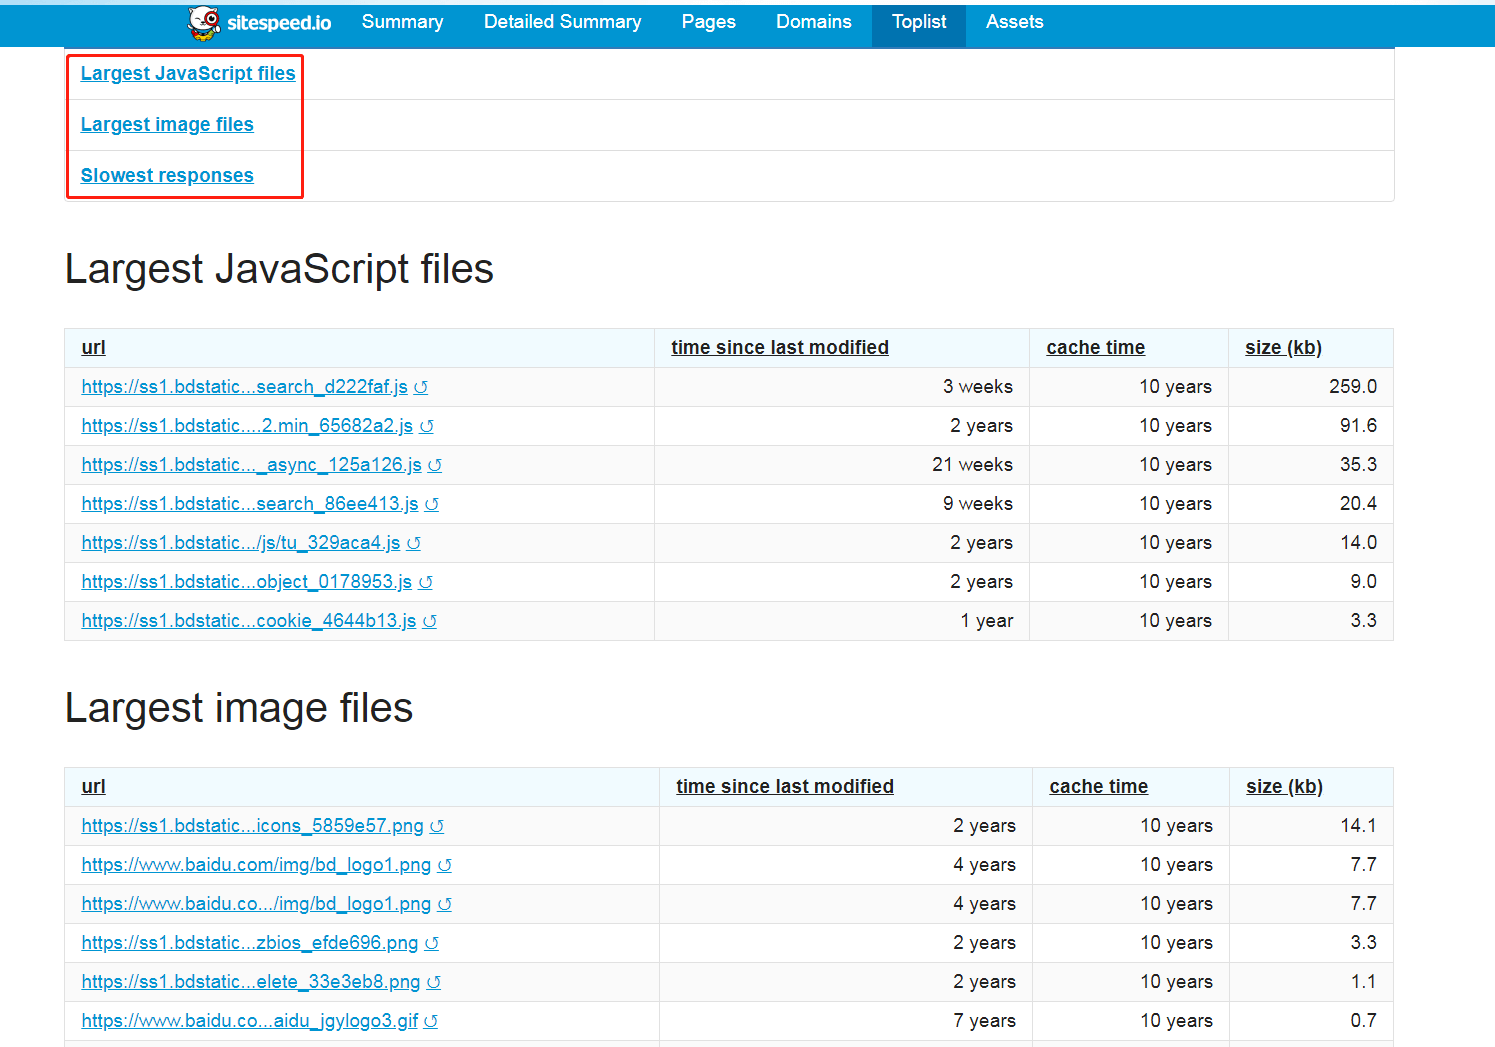 sitespeed.io Summary Detailed Summary Pages Domains Toplist Assets
Largest JavaScript files
Largest image files
Slowest responses
Largest JavaScript files
url time since last modified cache time size (kb)
https://ss1.bdstatic...search_d222faf.js ↺ 3 weeks 10 years 259.0
https://ss1.bdstatic....2.min_65682a2.js ↺ 2 years 10 years 91.6
https://ss1.bdstatic..._async_125a126.js ↺ 21 weeks 10 years 35.3
https://ss1.bdstatic...search_86ee413.js ↺ 9 weeks 10 years 20.4
https://ss1.bdstatic.../js/tu_329aca4.js ↺ 2 years 10 years 14.0
https://ss1.bdstatic...object_0178953.js ↺ 2 years 10 years 9.0
https://ss1.bdstatic...cookie_4644b13.js ↺ 1 year 10 years 3.3
Largest image files
url time since last modified cache time size (kb)
https://ss1.bdstatic...icons_5859e57.png ↺ 2 years 10 years 14.1
https://www.baidu.com/img/bd_logo1.png ↺ 4 years 10 years 7.7
https://www.baidu.co.../img/bd_logo1.png ↺ 4 years 10 years 7.7
https://ss1.bdstatic...zbios_efde696.png ↺ 2 years 10 years 3.3
https://ss1.bdstatic...elete_33e3eb8.png ↺ 2 years 10 years 1.1
https://www.baidu.co...aidu_jgylogo3.gif ↺ 7 years 10 years 0.7